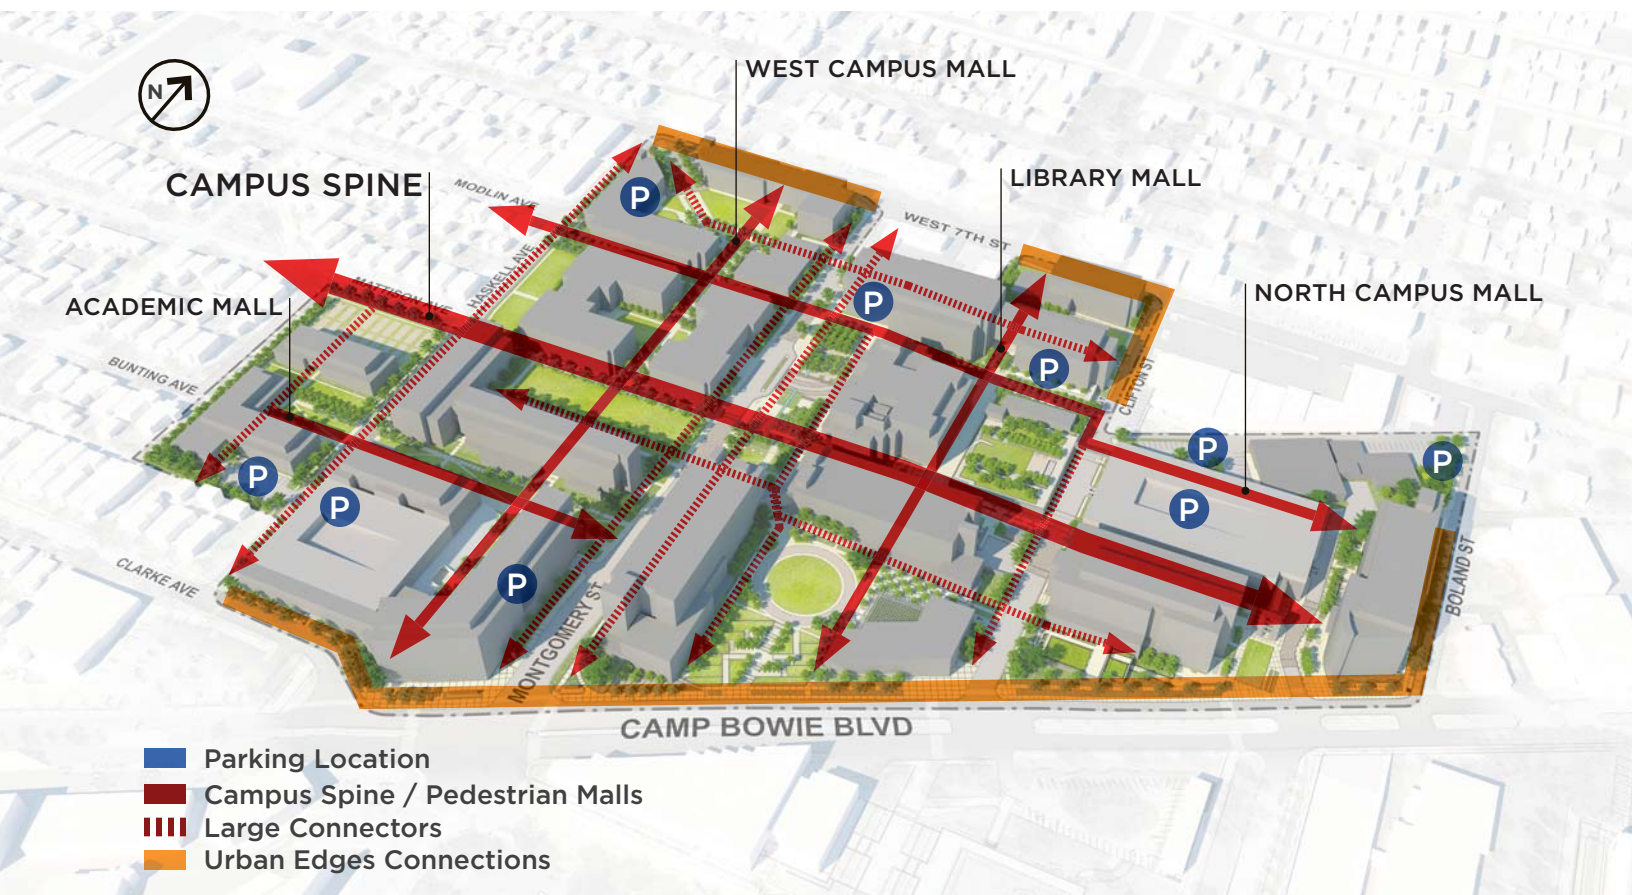 WEST CAMPUS MALL
N
LIBRARY MALL
CAMPUS SPINE
MODLIN AVE
P
WEST 7TH ST
HASKELL AVE
MATTISON AVE
ACADEMIC MALL
NORTH CAMPUS MALL
P
BUNTING AVE
P
CLIFTON ST
P
P
P
P
P
P
CLARKE AVE
P
BOLAND ST
MONTGOMERY ST
CAMP BOWIE BLVD
Parking Location
Campus Spine / Pedestrian Malls
Large Connectors
Urban Edges Connections